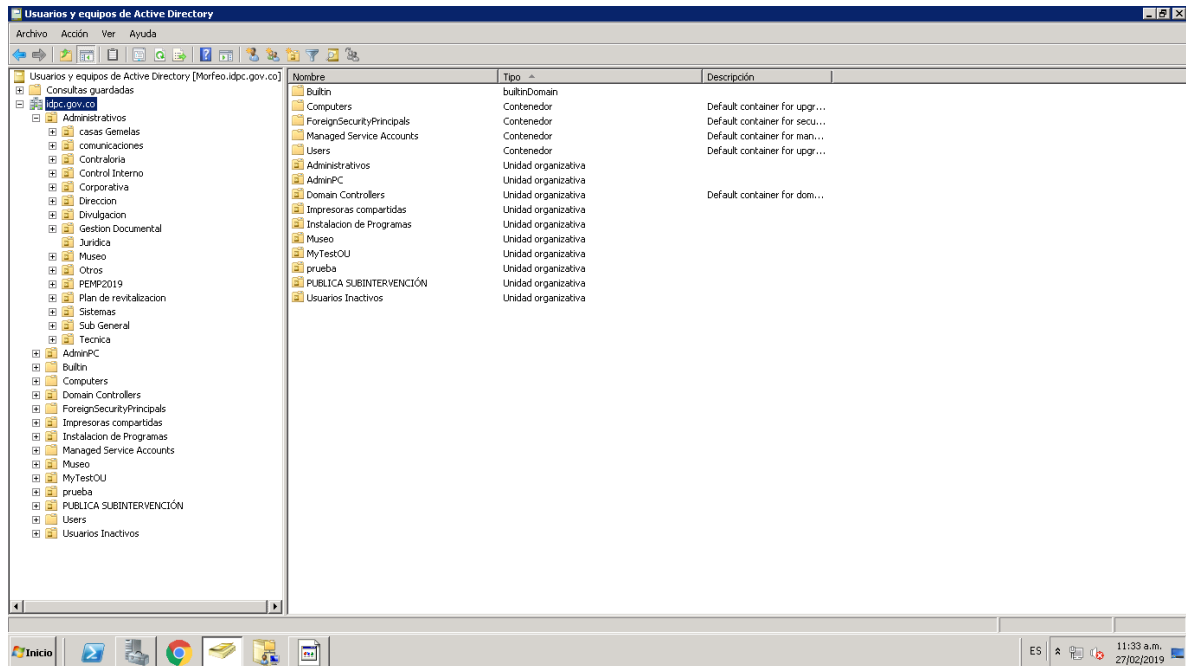 Usuarios y equipos de Active Directory
Archivo Acción Ver Ayuda
Usuarios y equipos de Active Directory [Morfeo.idpc.gov.co]
Consultas guardadas
idpc.gov.co
Administrativos
casas Gemelas
comunicaciones
Contraloria
Control Interno
Corporativa
Direccion
Divulgacion
Gestion Documental
Juridica
Museo
Otros
PEMP2019
Plan de revitalizacion
Sistemas
Sub General
Tecnica
AdminPC
Builtin
Computers
Domain Controllers
ForeignSecurityPrincipals
Impresoras compartidas
Instalacion de Programas
Managed Service Accounts
Museo
MyTestOU
prueba
PUBLICA SUBINTERVENCIÓN
Users
Usuarios Inactivos
Nombre Tipo Descripción
Builtin builtinDomain
Computers Contenedor Default container for upgr...
ForeignSecurityPrincipals Contenedor Default container for secu...
Managed Service Accounts Contenedor Default container for man...
Users Contenedor Default container for upgr...
Administrativos Unidad organizativa
AdminPC Unidad organizativa
Domain Controllers Unidad organizativa Default container for dom...
Impresoras compartidas Unidad organizativa
Instalacion de Programas Unidad organizativa
Museo Unidad organizativa
MyTestOU Unidad organizativa
prueba Unidad organizativa
PUBLICA SUBINTERVENCIÓN Unidad organizativa
Usuarios Inactivos Unidad organizativa
Inicio ES 11:33 a.m.
27/02/2019